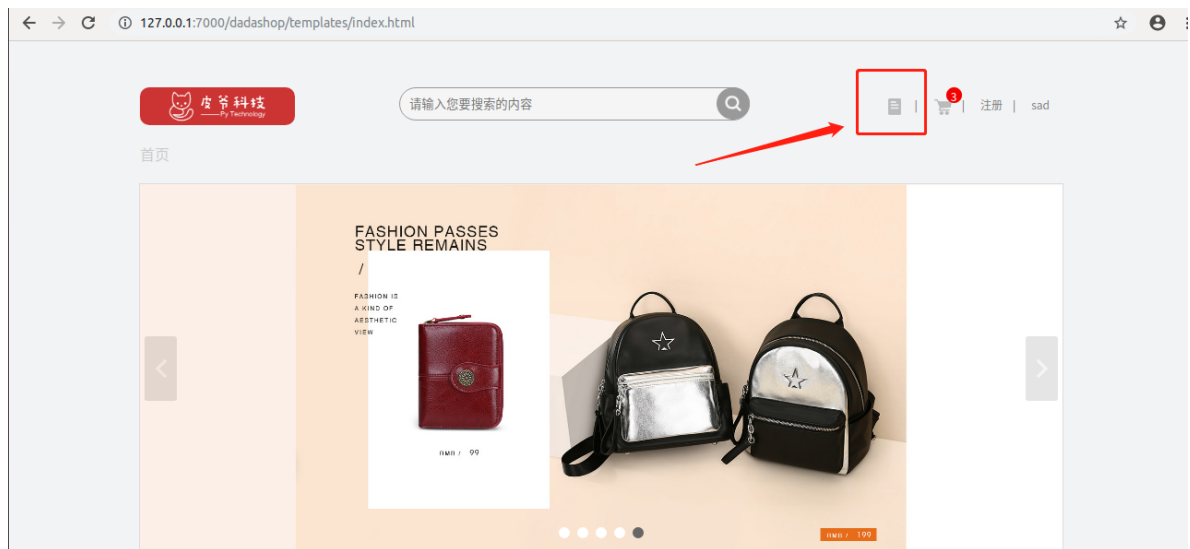 127.0.0.1:7000/dadashop/templates/index.html
皮爷科技
Py Technology
请输入您要搜索的内容
3
| | 注册 | sad
首页
FASHION PASSES
STYLE REMAINS
/
FASHION IS
A KIND OF
AESTHETIC
VIEW
RMB / 99
RMB / 199